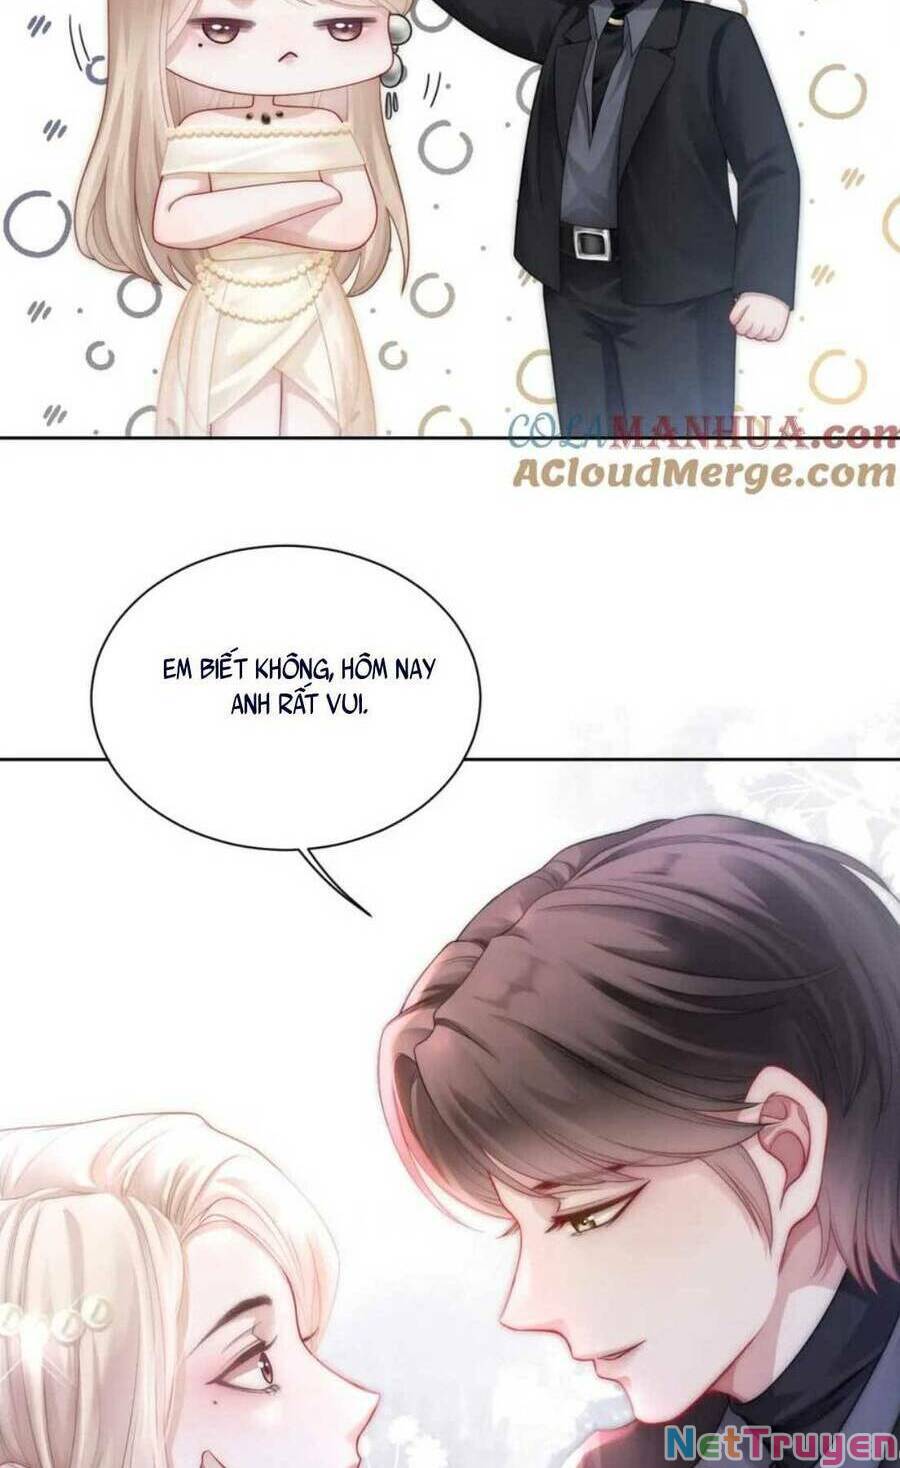 COLAMANHUA.com
ACloudMerge.com
EM BIẾT KHÔNG, HÔM NAY
ANH RẤT VUI.
NetTruyen